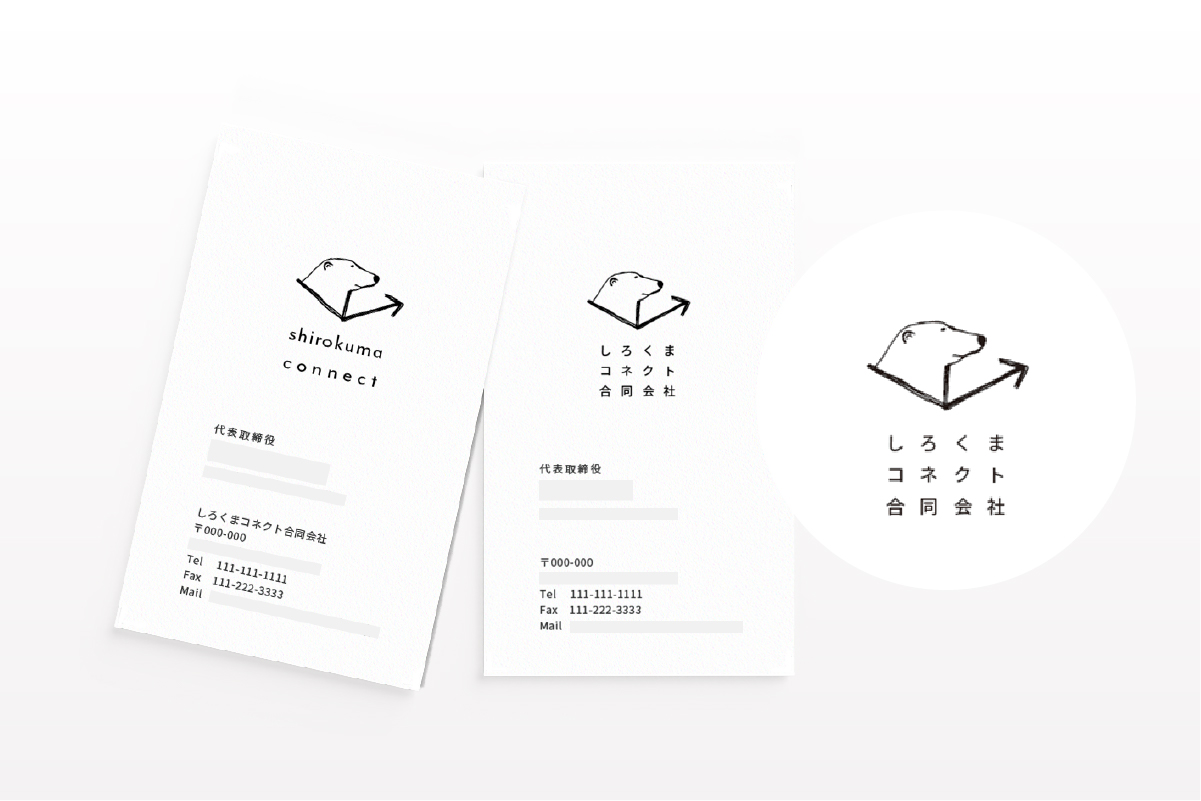 shirokuma
connect
代表取締役
しろくまコネクト合同会社
〒000-000
Tel 111-111-1111
Fax 111-222-3333
Mail
しろくま
コネクト
合同会社
代表取締役
〒000-000
Tel 111-111-1111
Fax 111-222-3333
Mail
しろくま
コネクト
合同会社